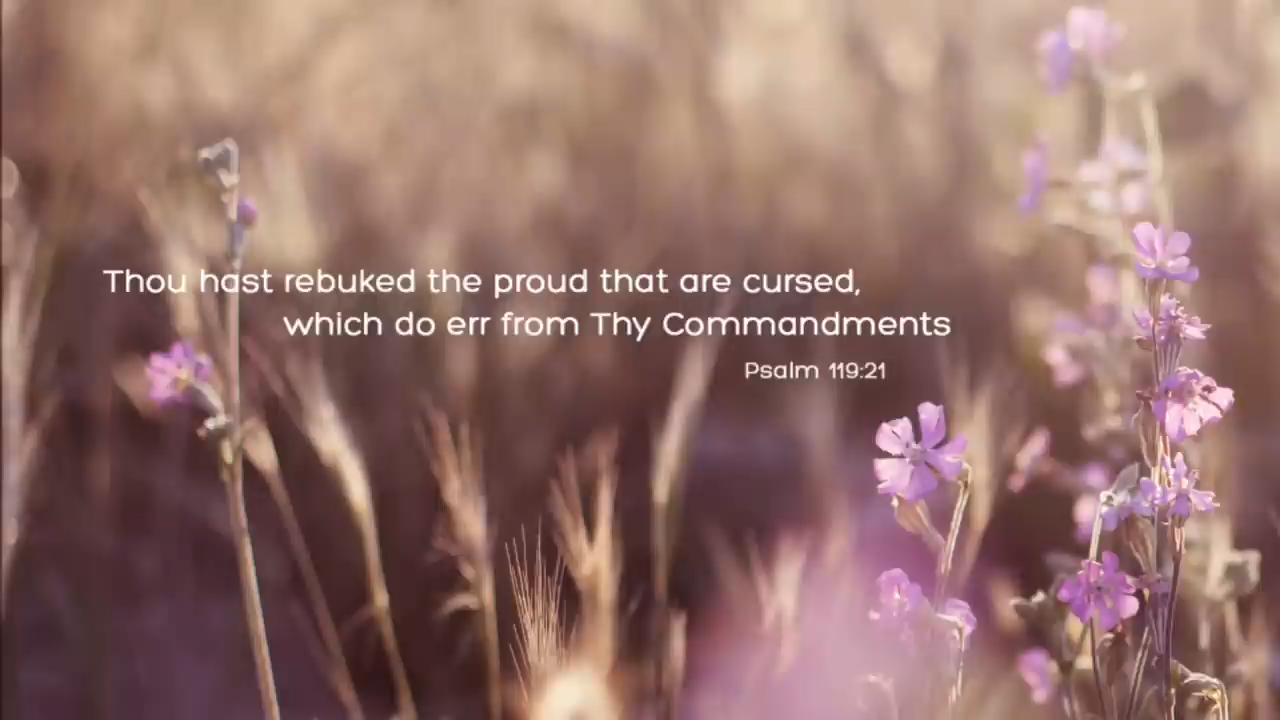 Thou hast rebuked the proud that are cursed,
which do err from Thy Commandments
Psalm 119:21